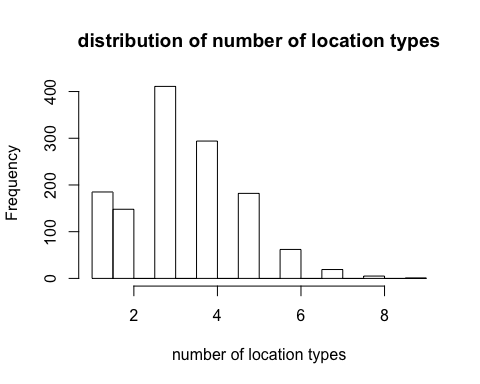 distribution of number of location types
Frequency
400
300
200
100
0
2 4 6 8
number of location types